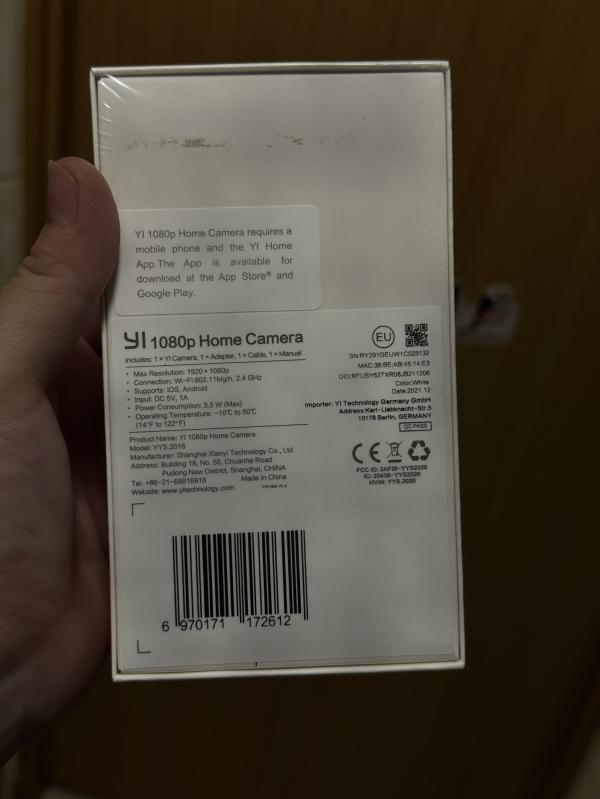 YI 1080p Home Camera requires a
mobile phone and the YI Home
App.The App is available for
download at the App Store® and
Google Play.
YI 1080p Home Camera
Includes: 1 × YI Camera, 1 × Adapter, 1 × Cable, 1 × Manual
• Max Resolution: 1920 × 1080p
• Connection: Wi-Fi 802.11b/g/n, 2.4 GHz
• Supports: iOS, Android
• Input: DC 5V, 1A
• Power Consumption: 3.5 W (Max)
• Operating Temperature: -10℃ to 50℃
(14°F to 122°F)
Product Name: YI 1080p Home Camera
Model: YYS.2016
Manufacturer: Shanghai Xiaoyi Technology Co., Ltd.
Address: Building 18, No. 55, Chuanhe Road
Pudong New District, Shanghai, CHINA
Tel: +86-21-68816918 Made in China
Website: www.yitechnology.com
EU
SN:RY291GEUW1C025132
MAC:38:BE:AB:45:14:E3
DID:RFUSY62TXR08JB211206
Color:White
Date:2021.12
Importer: YI Technology Germany GmbH
Address:Karl-Liebknecht-Str.5
10178 Berlin, GERMANY
QC PASS
CE
FCC ID: 2AFIB-YYS2020
IC: 20436-YYS2020
HVIN: YYS.2020
6 970171 172612